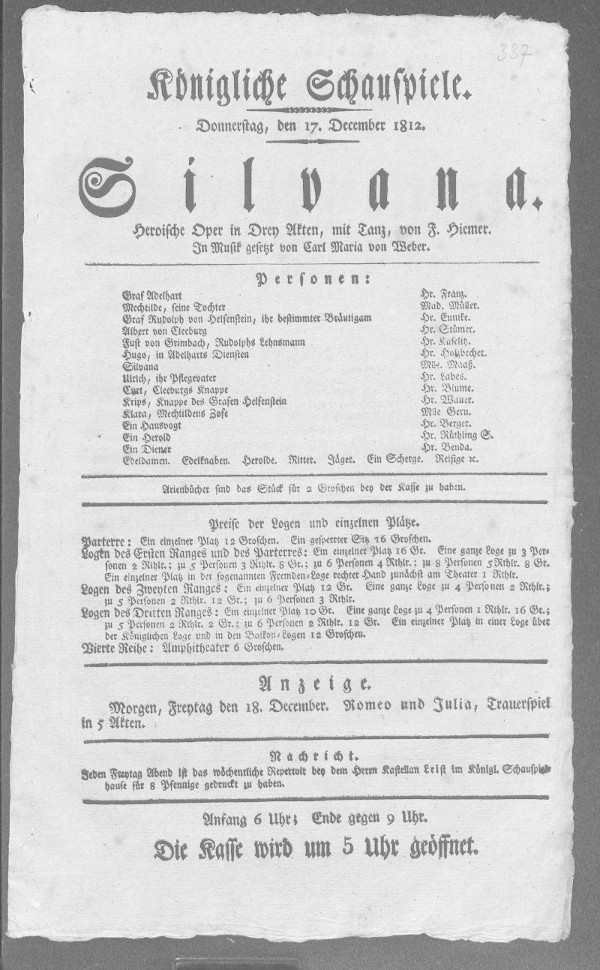 337
Königliche Schauspiele.
Donnerstag, den 17. December 1812.
Silvana.
Heroische Oper in Drey Akten, mit Tanz, von F. Hiemer.
In Musik gesetzt von Carl Maria von Weber.
Personen:
Graf Adelhart Hr. Franz.
Mechtilde, seine Tochter Mad. Müller.
Graf Rudolph von Helfenstein, ihr bestimmter Bräutigam Hr. Eunike.
Albert von Cleeburg Hr. Stümer.
Fust von Grimbach, Rudolphs Lehnsmann Hr. Kaselitz.
Hugo, in Adelharts Diensten Hr. Holzbecher.
Silvana Mlle. Maaß.
Ulrich, ihr Pflegevater Hr. Labes.
Curt, Cleeburgs Knappe Hr. Blume.
Krips, Knappe des Grafen Helfenstein Hr. Wauer.
Klara, Mechtildens Zofe Mlle Gern.
Ein Hausvogt Hr. Berger.
Ein Herold Hr. Rüthling S.
Ein Diener Hr. Benda.
Edeldamen. Edelknaben. Herolde. Ritter. Jäger. Ein Scherge. Reisige ꝛc.
Arienbücher sind das Stück für 2 Groschen bey der Kasse zu haben.
Preise der Logen und einzelnen Plätze.
Parterre: Ein einzelner Platz 12 Groschen. Ein gesperrter Sitz 16 Groschen.
Logen des Ersten Ranges und des Parterres: Ein einzelner Platz 16 Gr. Eine ganze Loge zu 3 Per-
sonen 2 Rthlr.; zu 5 Personen 3 Rthlr. 8 Gr.; zu 6 Personen 4 Rthlr.; zu 8 Personen 5 Rthlr. 8 Gr.
Ein einzelner Platz in der sogenannten Fremden-Loge rechter Hand zunächst am Theater 1 Rthlr.
Logen des Zweyten Ranges: Ein einzelner Platz 12 Gr. Eine ganze Loge zu 4 Personen 2 Rthlr.;
zu 5 Personen 2 Rthlr. 12 Gr.; zu 6 Personen 3 Rthlr.
Logen des Dritten Ranges: Ein einzelner Platz 10 Gr. Eine ganze Loge zu 4 Personen 1 Rthlr. 16 Gr.;
zu 5 Personen 2 Rthlr. 2 Gr.; zu 6 Personen 2 Rthlr. 12 Gr. Ein einzelner Platz in einer Loge über
der Königlichen Loge und in den Balkon-Logen 12 Groschen.
Vierte Reihe: Amphitheater 6 Groschen.
Anzeige.
Morgen, Freytag den 18. December. Romeo und Julia, Trauerspiel
in 5 Akten.
Nachricht.
Jeden Freytag Abend ist das wöchentliche Repertoir bey dem Herrn Kastellan Leist im Königl. Schauspiel-
hause für 8 Pfennige gedruckt zu haben.
Anfang 6 Uhr; Ende gegen 9 Uhr.
Die Kasse wird um 5 Uhr geöffnet.